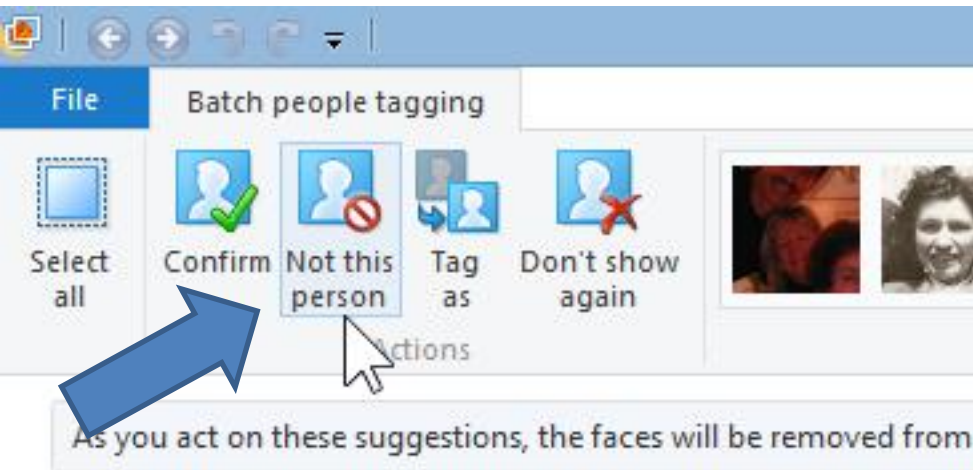 File
Batch people tagging
Select
all
Confirm
Not this
person
Tag
as
Don't show
again
Actions
As you act on these suggestions, the faces will be removed from